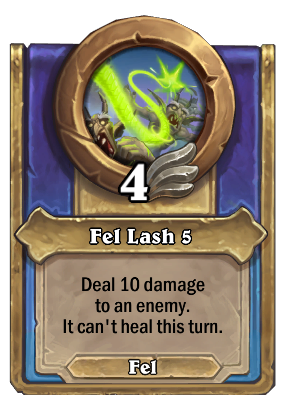 4
Fel Lash 5
Deal 10 damage
to an enemy.
It can't heal this turn.
Fel